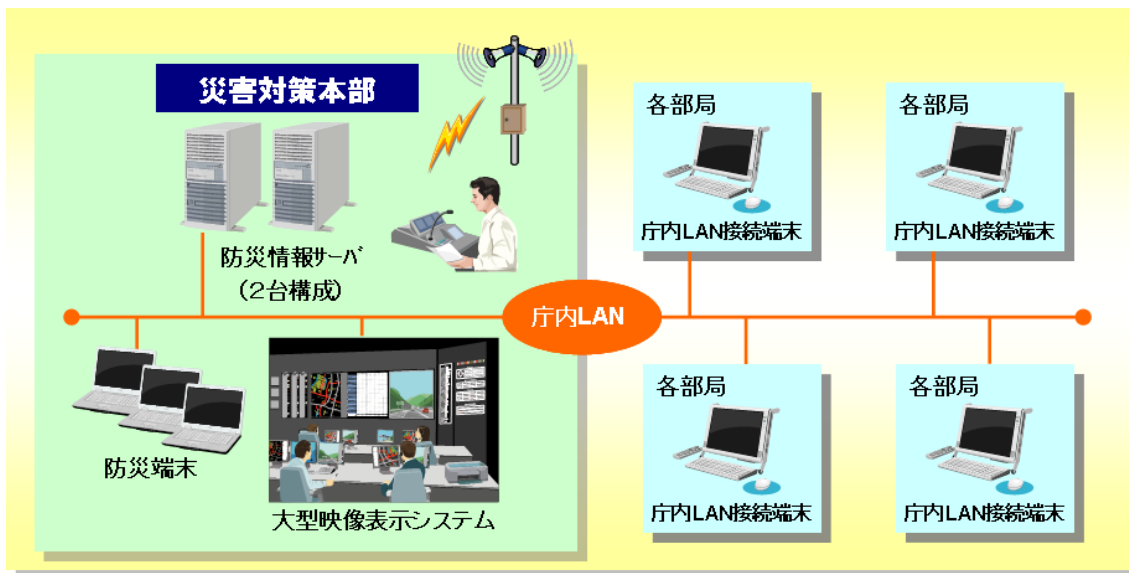 災害対策本部
防災情報サーバ
（２台構成）
防災端末
大型映像表示システム
庁内LAN
各部局
庁内LAN接続端末
各部局
庁内LAN接続端末
各部局
庁内LAN接続端末
各部局
庁内LAN接続端末